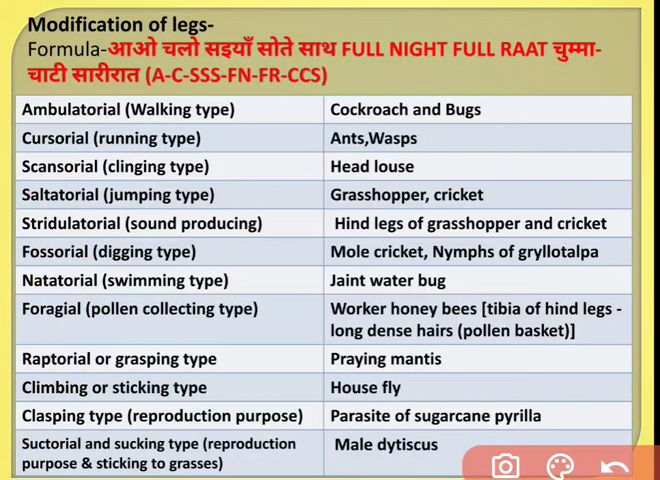 Modification of legs-
Formula-आओ चलो सइयाँ सोते साथ FULL NIGHT FULL RAAT चुम्मा-
चाटी सारीरात (A-C-SSS-FN-FR-CCS)
Ambulatorial (Walking type) Cockroach and Bugs
Cursorial (running type) Ants,Wasps
Scansorial (clinging type) Head louse
Saltatorial (jumping type) Grasshopper, cricket
Stridulatorial (sound producing) Hind legs of grasshopper and cricket
Fossorial (digging type) Mole cricket, Nymphs of gryllotalpa
Natatorial (swimming type) Jaint water bug
Foragial (pollen collecting type) Worker honey bees [tibia of hind legs -
long dense hairs (pollen basket)]
Raptorial or grasping type Praying mantis
Climbing or sticking type House fly
Clasping type (reproduction purpose) Parasite of sugarcane pyrilla
Suctorial and sucking type (reproduction Male dytiscus
purpose & sticking to grasses)